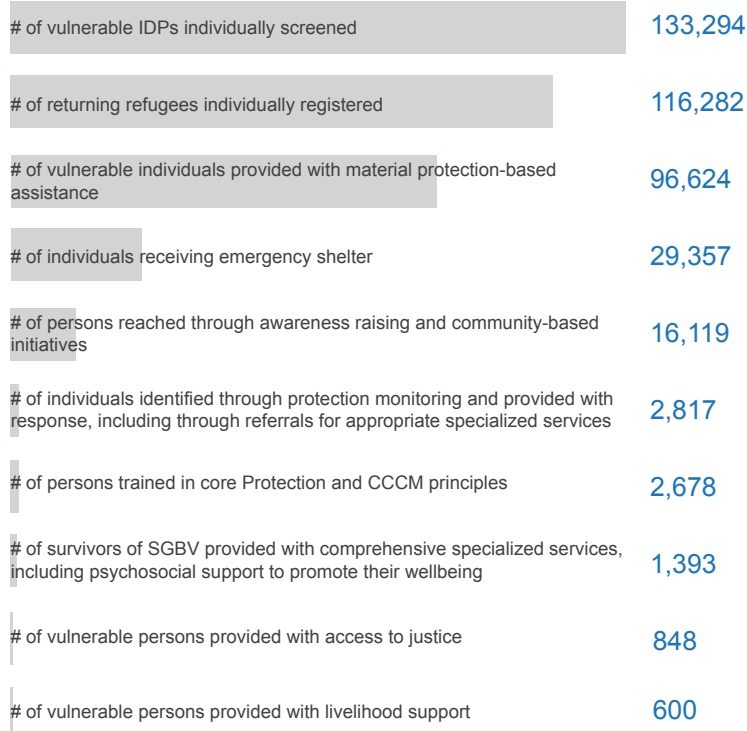 # of vulnerable IDPs individually screened 133,294
# of returning refugees individually registered 116,282
# of vulnerable individuals provided with material protection-based
assistance 96,624
# of individuals receiving emergency shelter 29,357
# of persons reached through awareness raising and community-based
initiatives 16,119
# of individuals identified through protection monitoring and provided with
response, including through referrals for appropriate specialized services 2,817
# of persons trained in core Protection and CCCM principles 2,678
# of survivors of SGBV provided with comprehensive specialized services,
including psychosocial support to promote their wellbeing 1,393
# of vulnerable persons provided with access to justice 848
# of vulnerable persons provided with livelihood support 600